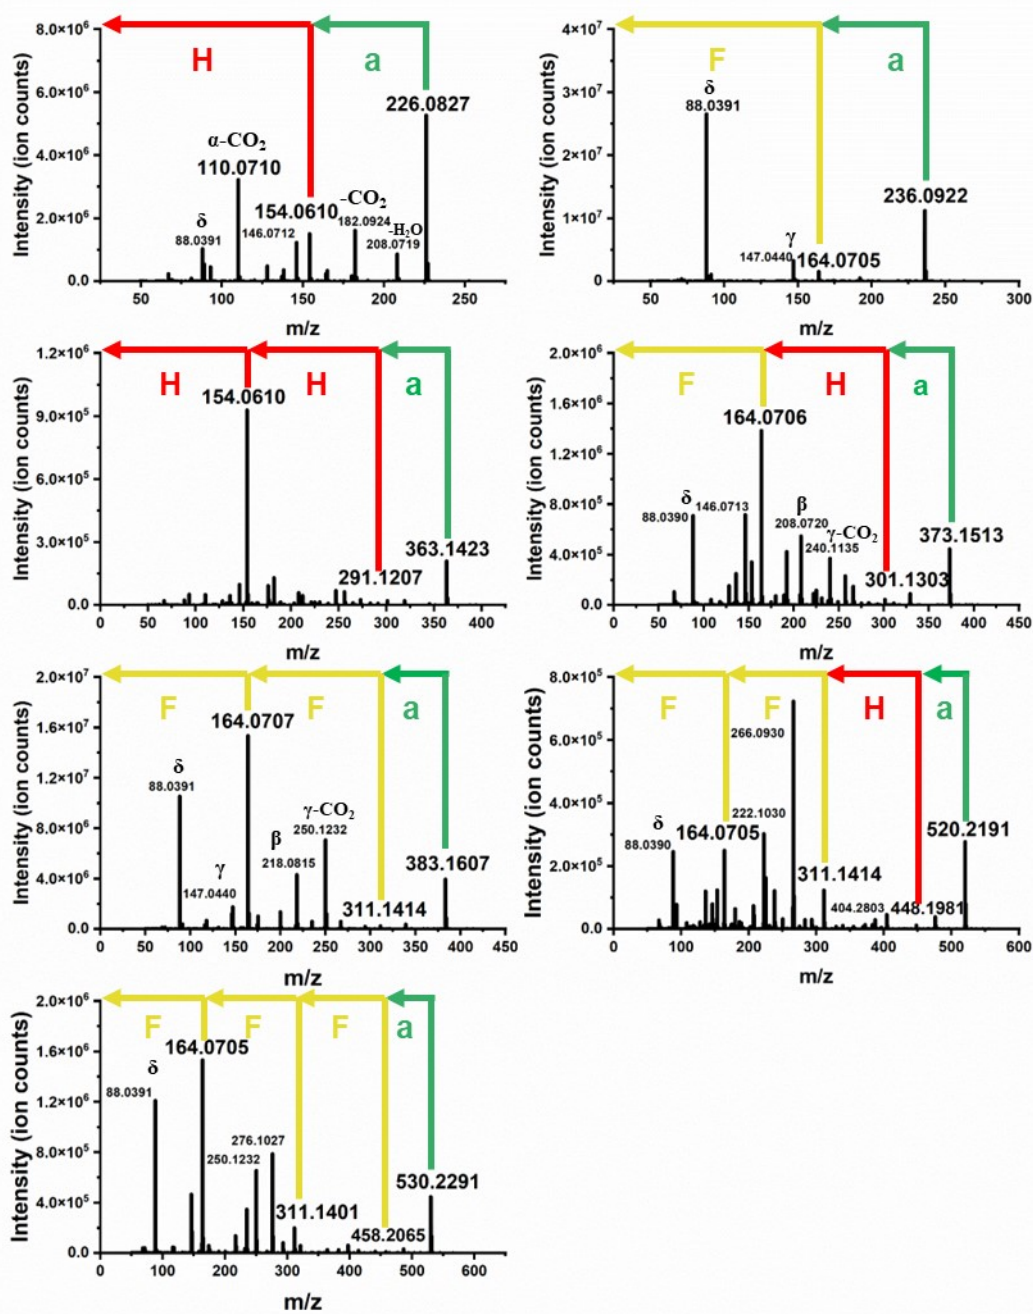 H a
8.0×10⁶
6.0×10⁶
4.0×10⁶
2.0×10⁶
0.0
Intensity (ion counts)
226.0827
α-CO₂
110.0710
154.0610
-CO₂
182.0924
-H₂O
208.0719
146.0712
δ
88.0391
50 100 150 200 250
m/z
F a
4×10⁷
3×10⁷
2×10⁷
1×10⁷
0
Intensity (ion counts)
δ
88.0391
236.0922
γ
147.0440
164.0705
50 100 150 200 250 300
m/z
H H a
1.2×10⁶
9.0×10⁵
6.0×10⁵
3.0×10⁵
0.0
Intensity (ion counts)
154.0610
363.1423
291.1207
0 50 100 150 200 250 300 350 400
m/z
F H a
2.0×10⁶
1.6×10⁶
1.2×10⁶
8.0×10⁵
4.0×10⁵
0.0
Intensity (ion counts)
164.0706
δ
88.0390
146.0713
β
208.0720
γ-CO₂
240.1135
373.1513
301.1303
0 50 100 150 200 250 300 350 400 450
m/z
F F a
2.0×10⁷
1.6×10⁷
1.2×10⁷
8.0×10⁶
4.0×10⁶
0.0
Intensity (ion counts)
164.0707
δ
88.0391
γ-CO₂
250.1232
β
218.0815
γ
147.0440
383.1607
311.1414
0 50 100 150 200 250 300 350 400 450
m/z
F F H a
8.0×10⁵
6.0×10⁵
4.0×10⁵
2.0×10⁵
0.0
Intensity (ion counts)
266.0930
222.1030
δ
88.0390
164.0705
520.2191
311.1414
404.2803
448.1981
0 100 200 300 400 500 600
m/z
F F F a
2.0×10⁶
1.6×10⁶
1.2×10⁶
8.0×10⁵
4.0×10⁵
0.0
Intensity (ion counts)
164.0705
δ
88.0391
276.1027
250.1232
530.2291
311.1401
458.2065
0 100 200 300 400 500 600
m/z